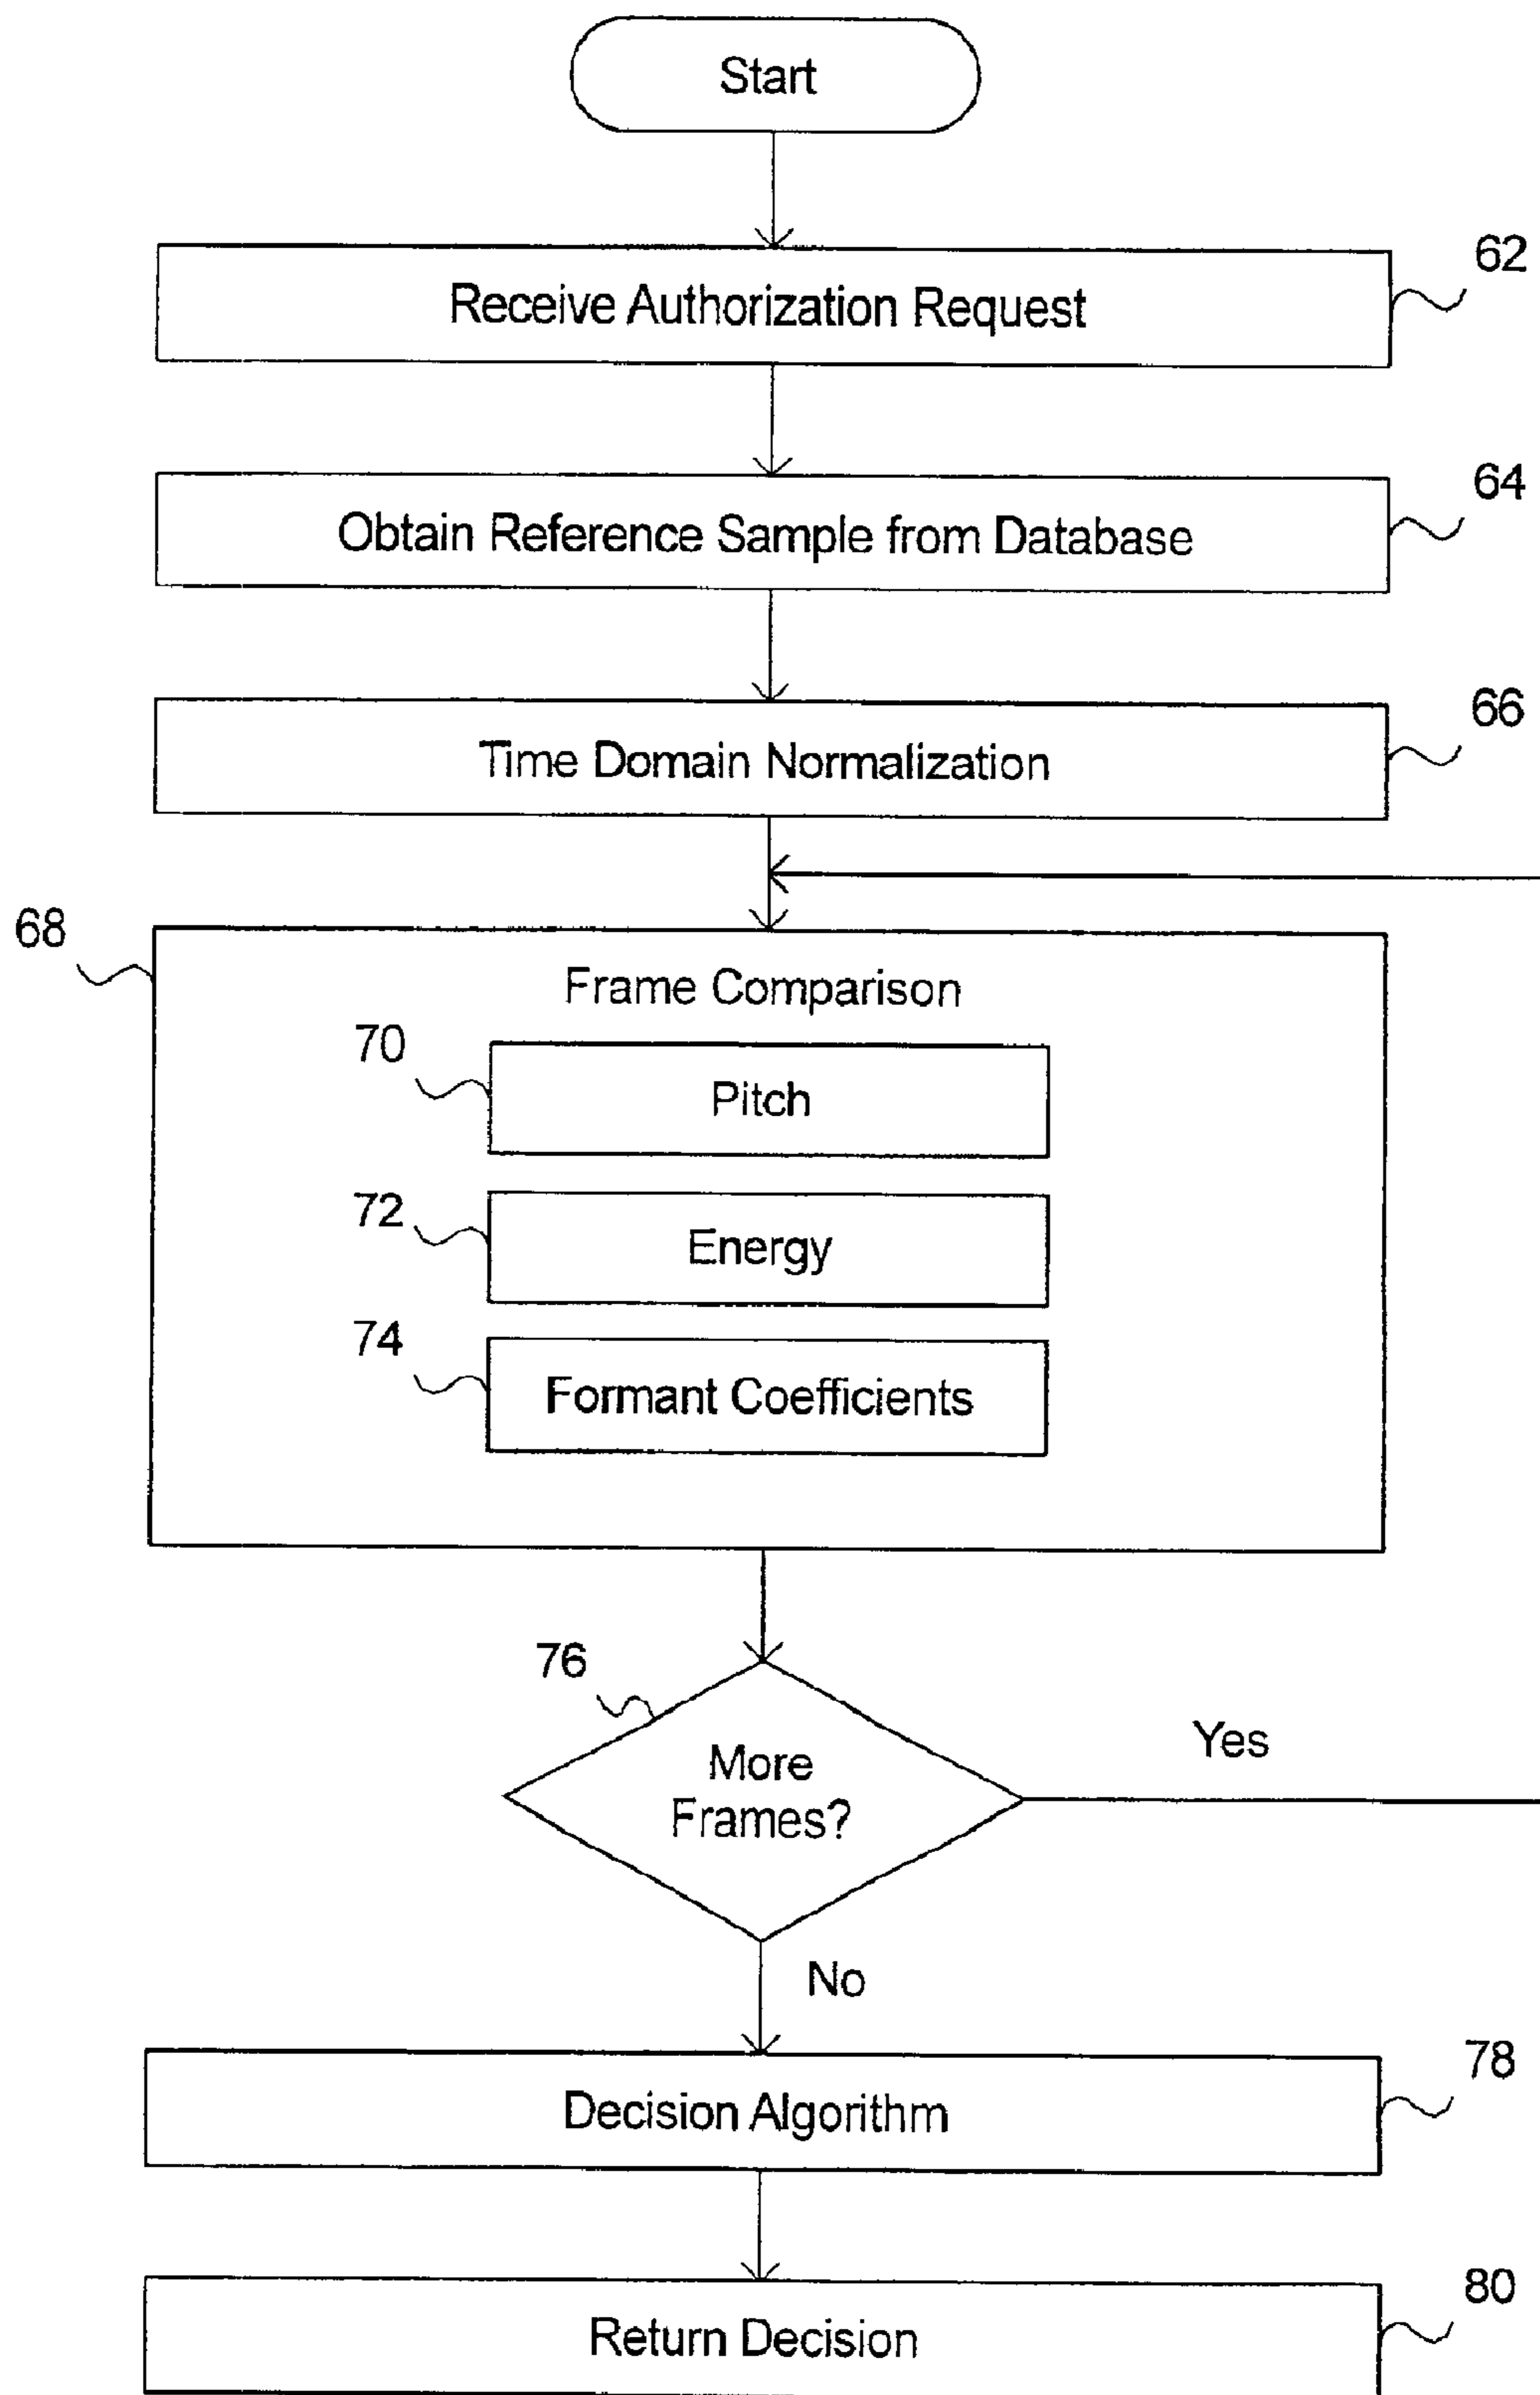 Start
62
Receive Authorization Request
64
Obtain Reference Sample from Database
66
Time Domain Normalization
68
Frame Comparison
70
Pitch
72
Energy
74
Formant Coefficients
76
More
Frames?
Yes
No
78
Decision Algorithm
80
Return Decision